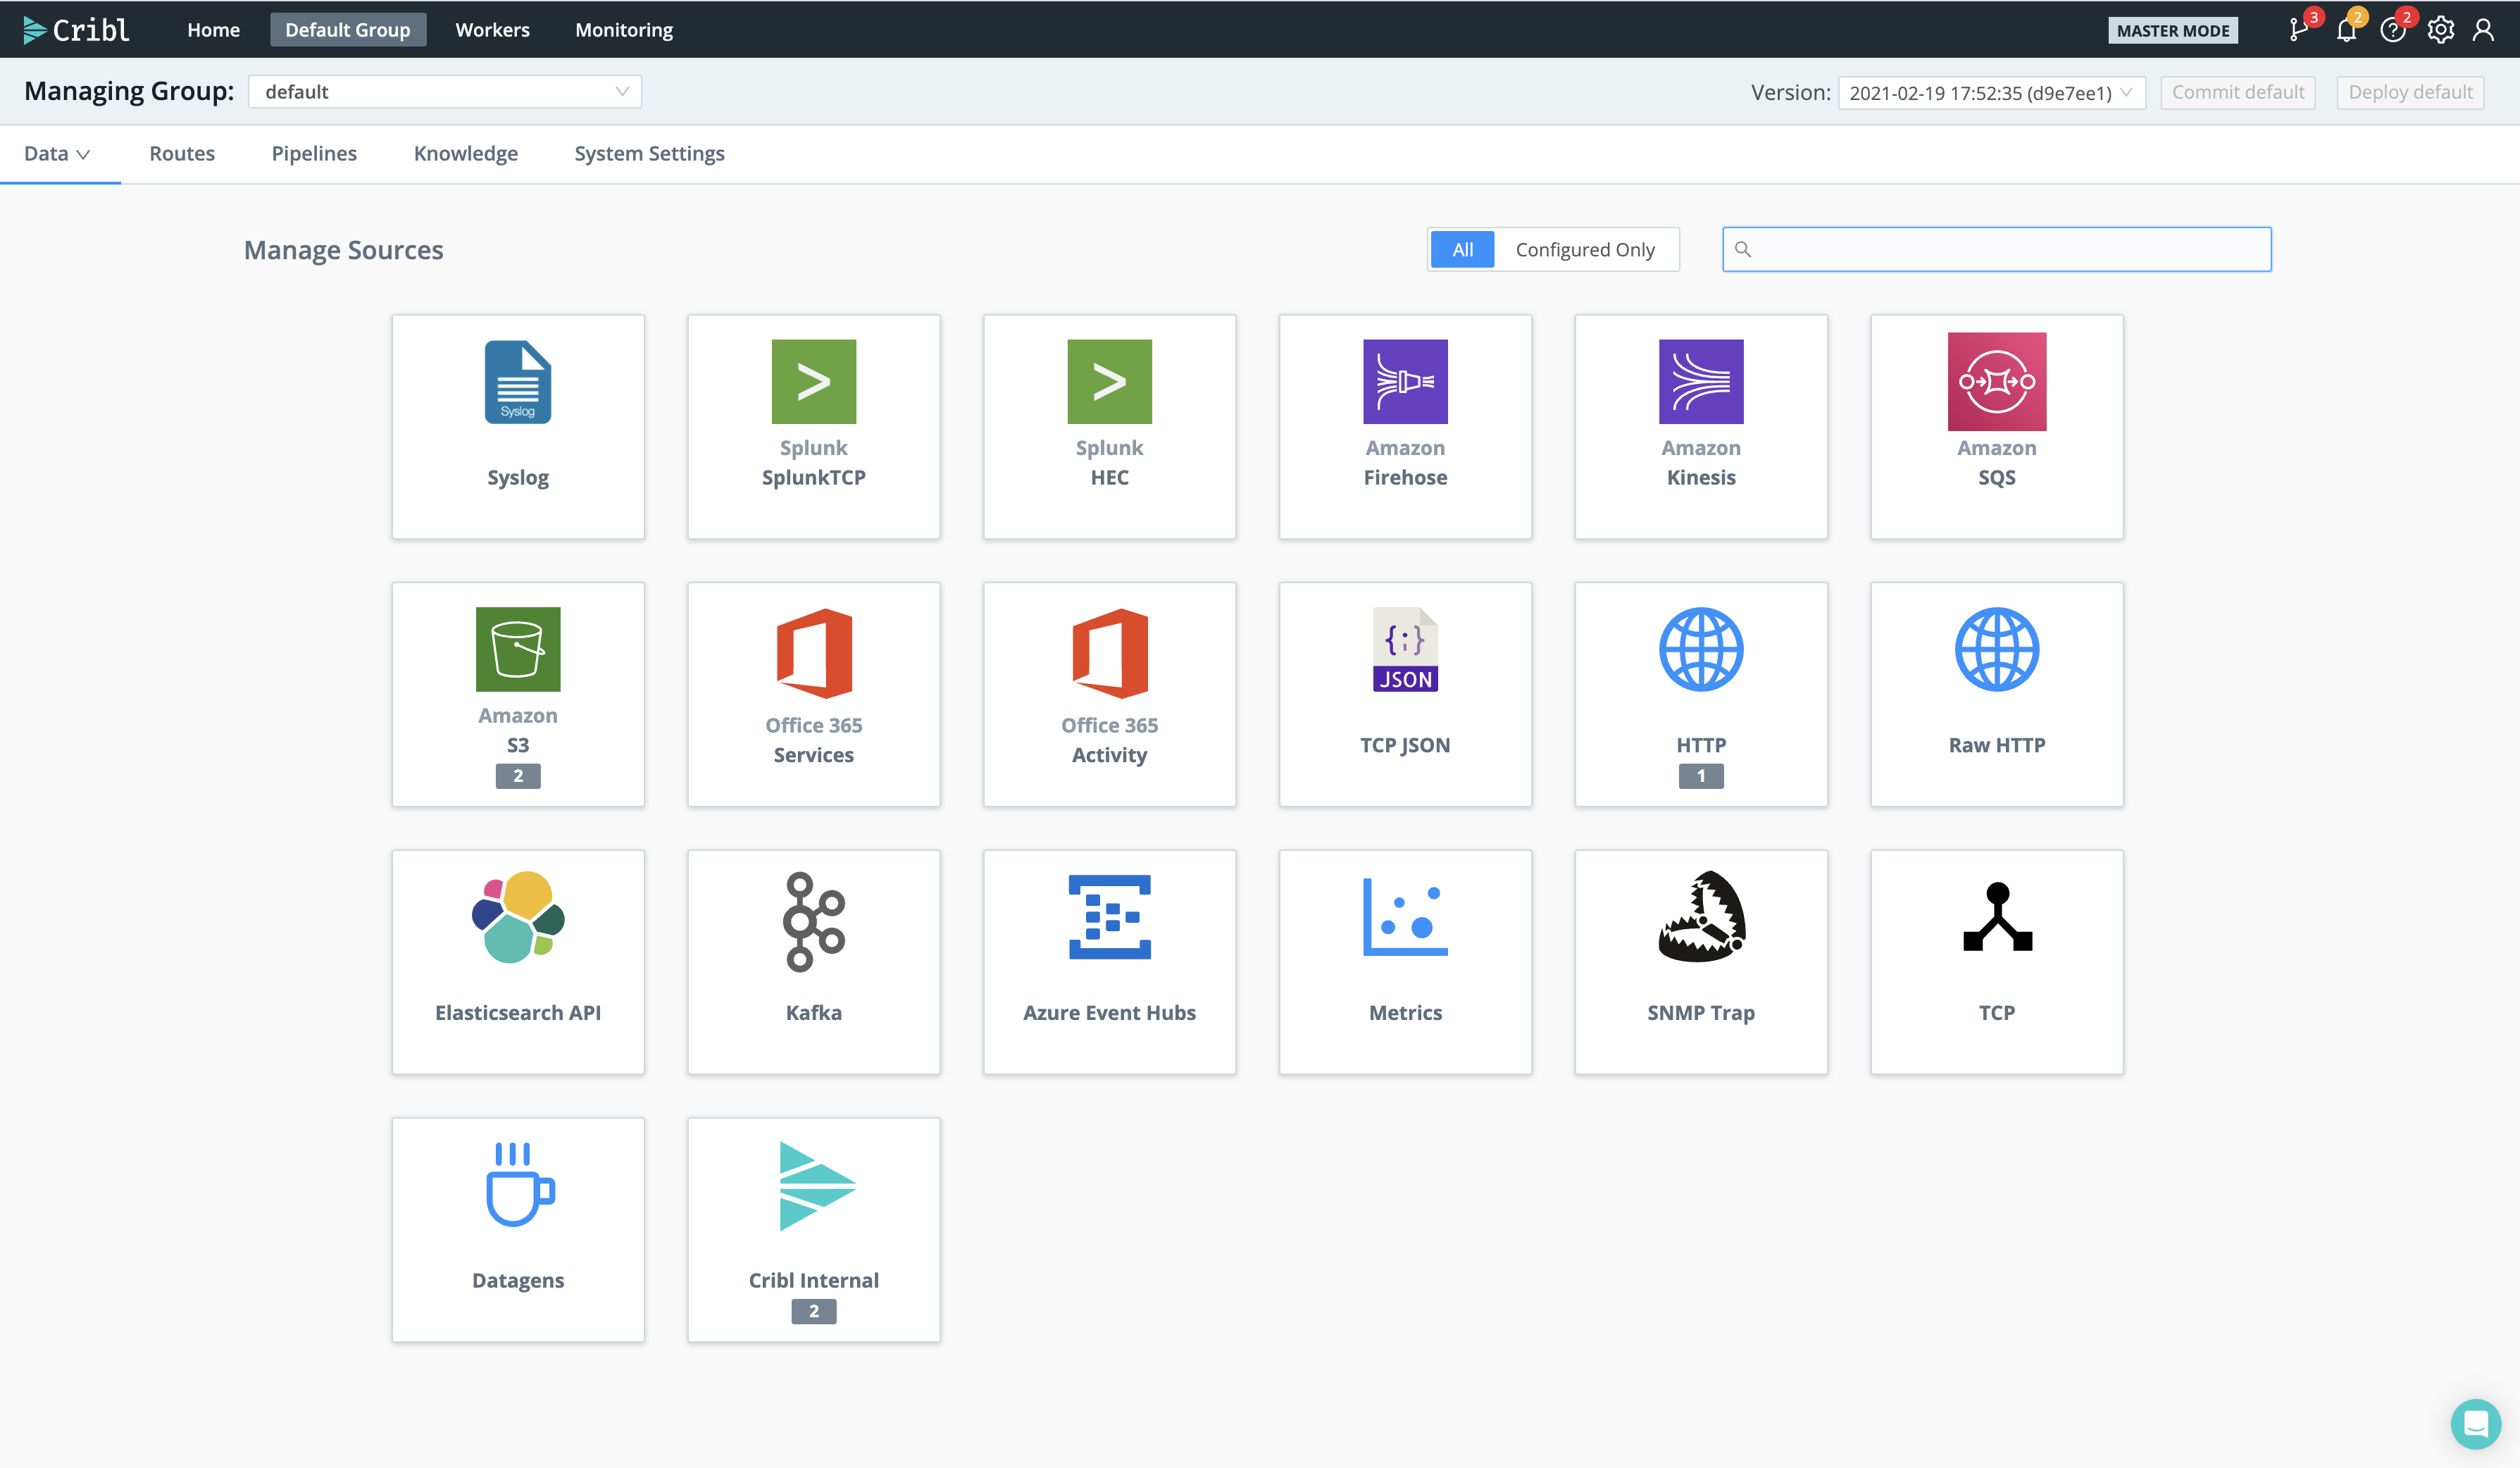 Cribl Home Default Group Workers Monitoring MASTER MODE 3 2 2
Managing Group: default Version: 2021-02-19 17:52:35 (d9e7ee1) Commit default Deploy default
Data Routes Pipelines Knowledge System Settings
Manage Sources All Configured Only
Syslog
Syslog
Splunk
SplunkTCP
Splunk
HEC
Amazon
Firehose
Amazon
Kinesis
Amazon
SQS
Amazon
S3
2
Office 365
Services
Office 365
Activity
{;}
JSON
TCP JSON
HTTP
1
Raw HTTP
Elasticsearch API
Kafka
Azure Event Hubs
Metrics
SNMP Trap
TCP
Datagens
Cribl Internal
2